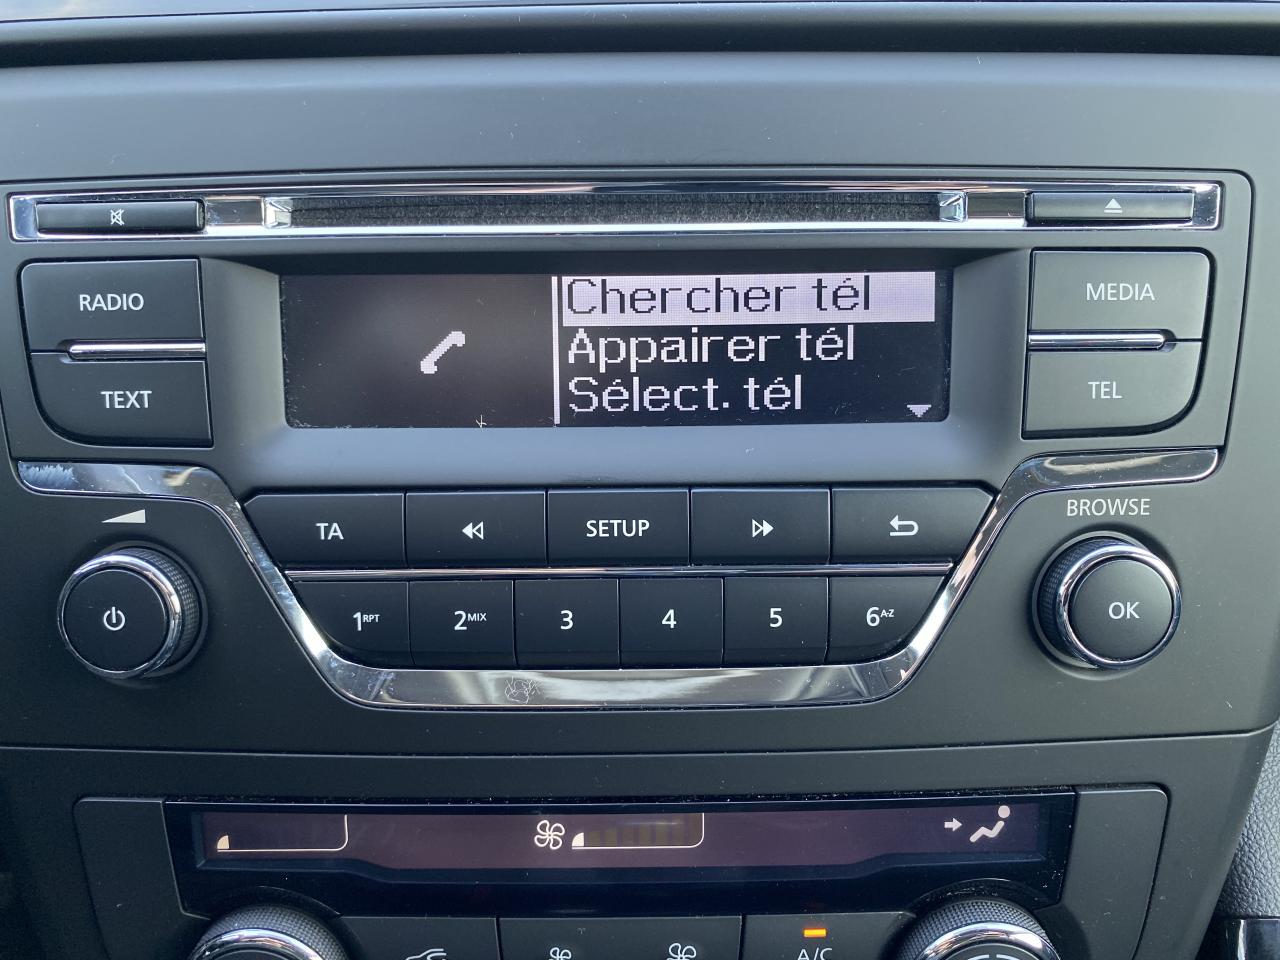 RADIO
TEXT
Chercher tél
Appairer tél
Sélect. tél
MEDIA
TEL
TA
SETUP
BROWSE
1RPT
2MIX
3
4
5
6A-Z
OK
A/C